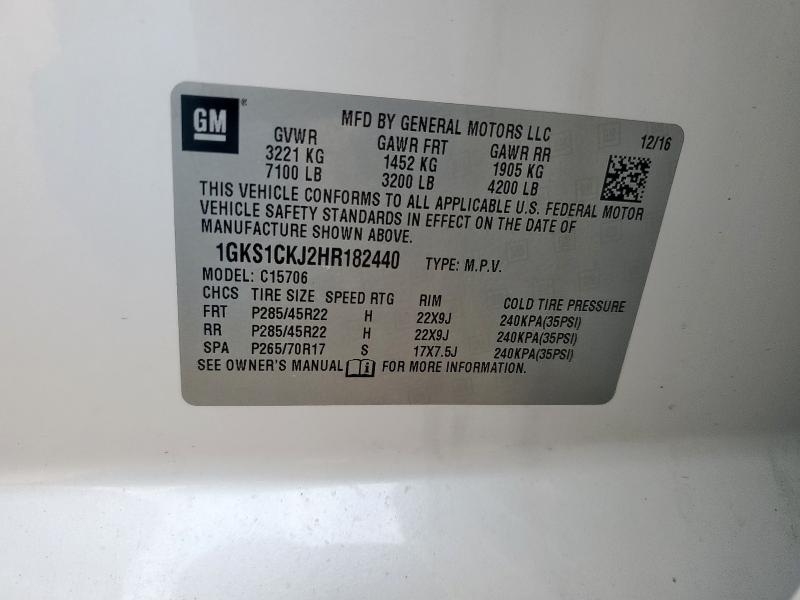 GM ® MFD BY GENERAL MOTORS LLC 12/16
GVWR GAWR FRT GAWR RR
3221 KG 1452 KG 1905 KG
7100 LB 3200 LB 4200 LB
THIS VEHICLE CONFORMS TO ALL APPLICABLE U.S. FEDERAL MOTOR
VEHICLE SAFETY STANDARDS IN EFFECT ON THE DATE OF
MANUFACTURE SHOWN ABOVE.
1GKS1CKJ2HR182440 TYPE: M.P.V.
MODEL: C15706
CHCS TIRE SIZE SPEED RTG RIM COLD TIRE PRESSURE
FRT P285/45R22 H 22X9J 240KPA(35PSI)
RR P285/45R22 H 22X9J 240KPA(35PSI)
SPA P265/70R17 S 17X7.5J 240KPA(35PSI)
SEE OWNER'S MANUAL i FOR MORE INFORMATION.